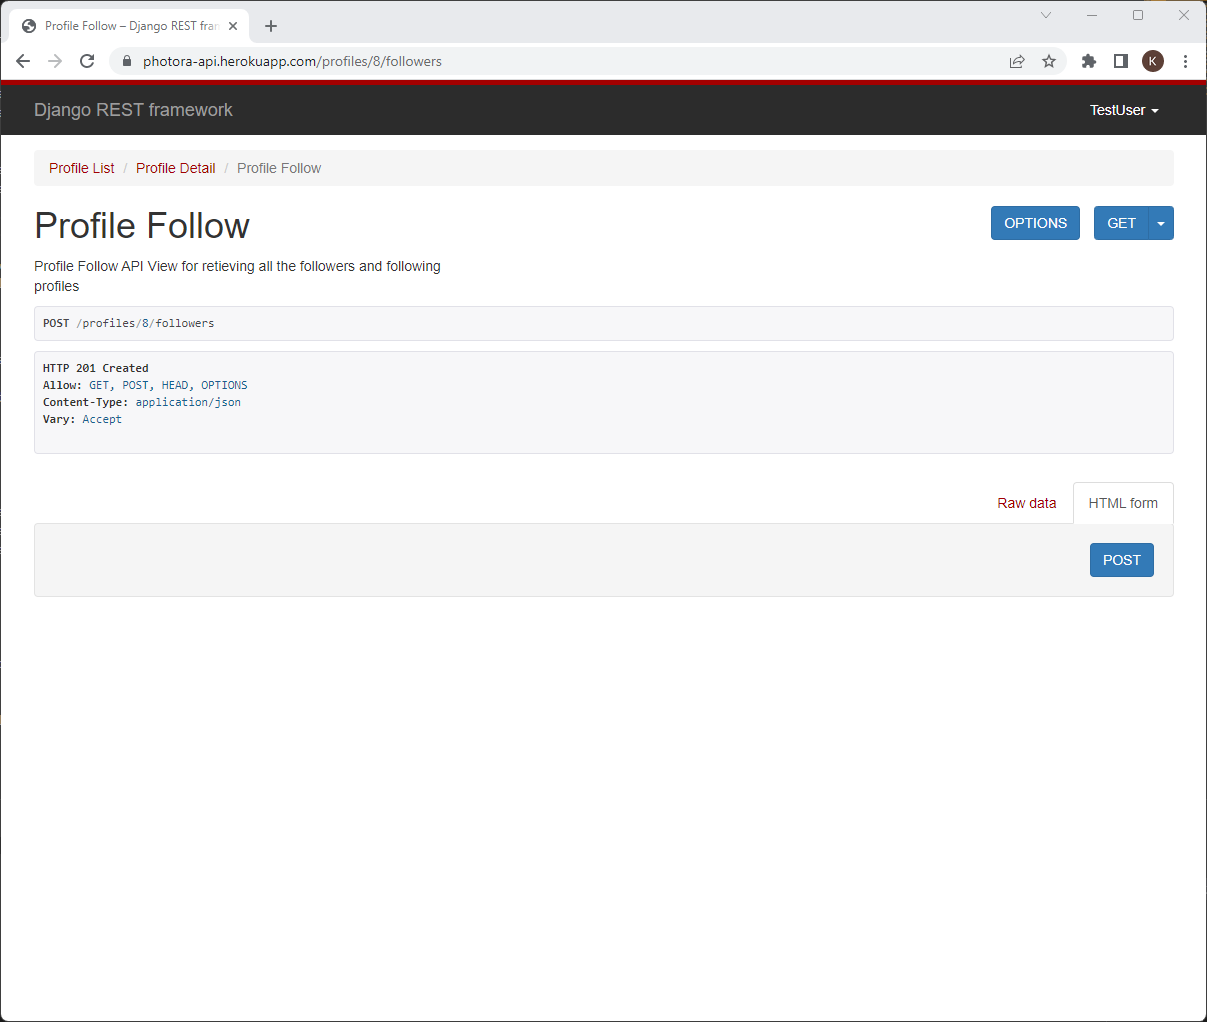 Profile Follow – Django REST fran
photora-api.herokuapp.com/profiles/8/followers
K
Django REST framework
TestUser
Profile List / Profile Detail / Profile Follow
Profile Follow
OPTIONS
GET
Profile Follow API View for retieving all the followers and following
profiles
POST /profiles/8/followers
HTTP 201 Created
Allow: GET, POST, HEAD, OPTIONS
Content-Type: application/json
Vary: Accept
Raw data
HTML form
POST